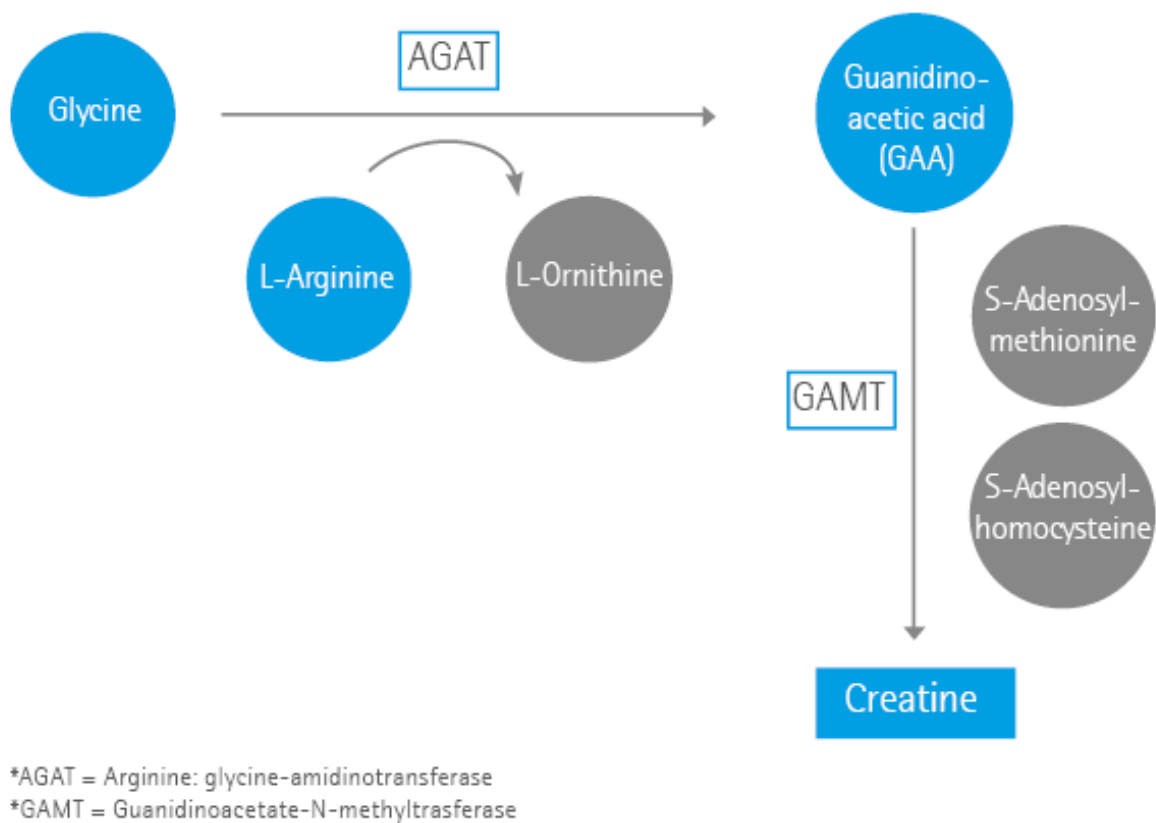 AGAT
Glycine
Guanidino-
acetic acid
(GAA)
L-Arginine
L-Ornithine
S-Adenosyl-
methionine
GAMT
S-Adenosyl-
homocysteine
Creatine
*AGAT = Arginine: glycine-amidinotransferase
*GAMT = Guanidinoacetate-N-methyltrasferase